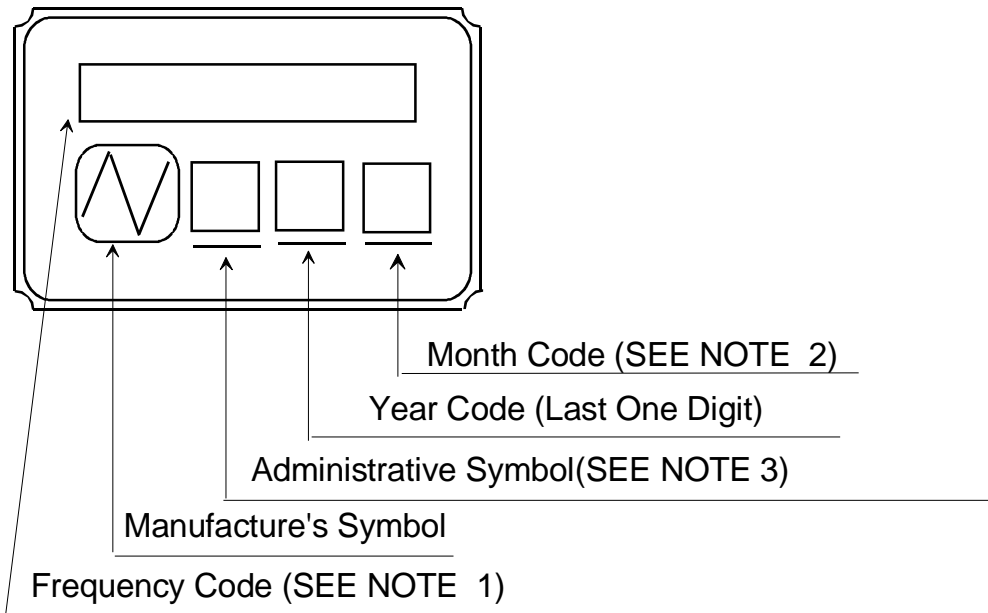 Month Code (SEE NOTE 2)
Year Code (Last One Digit)
Administrative Symbol(SEE NOTE 3)
Manufacture's Symbol
Frequency Code (SEE NOTE 1)